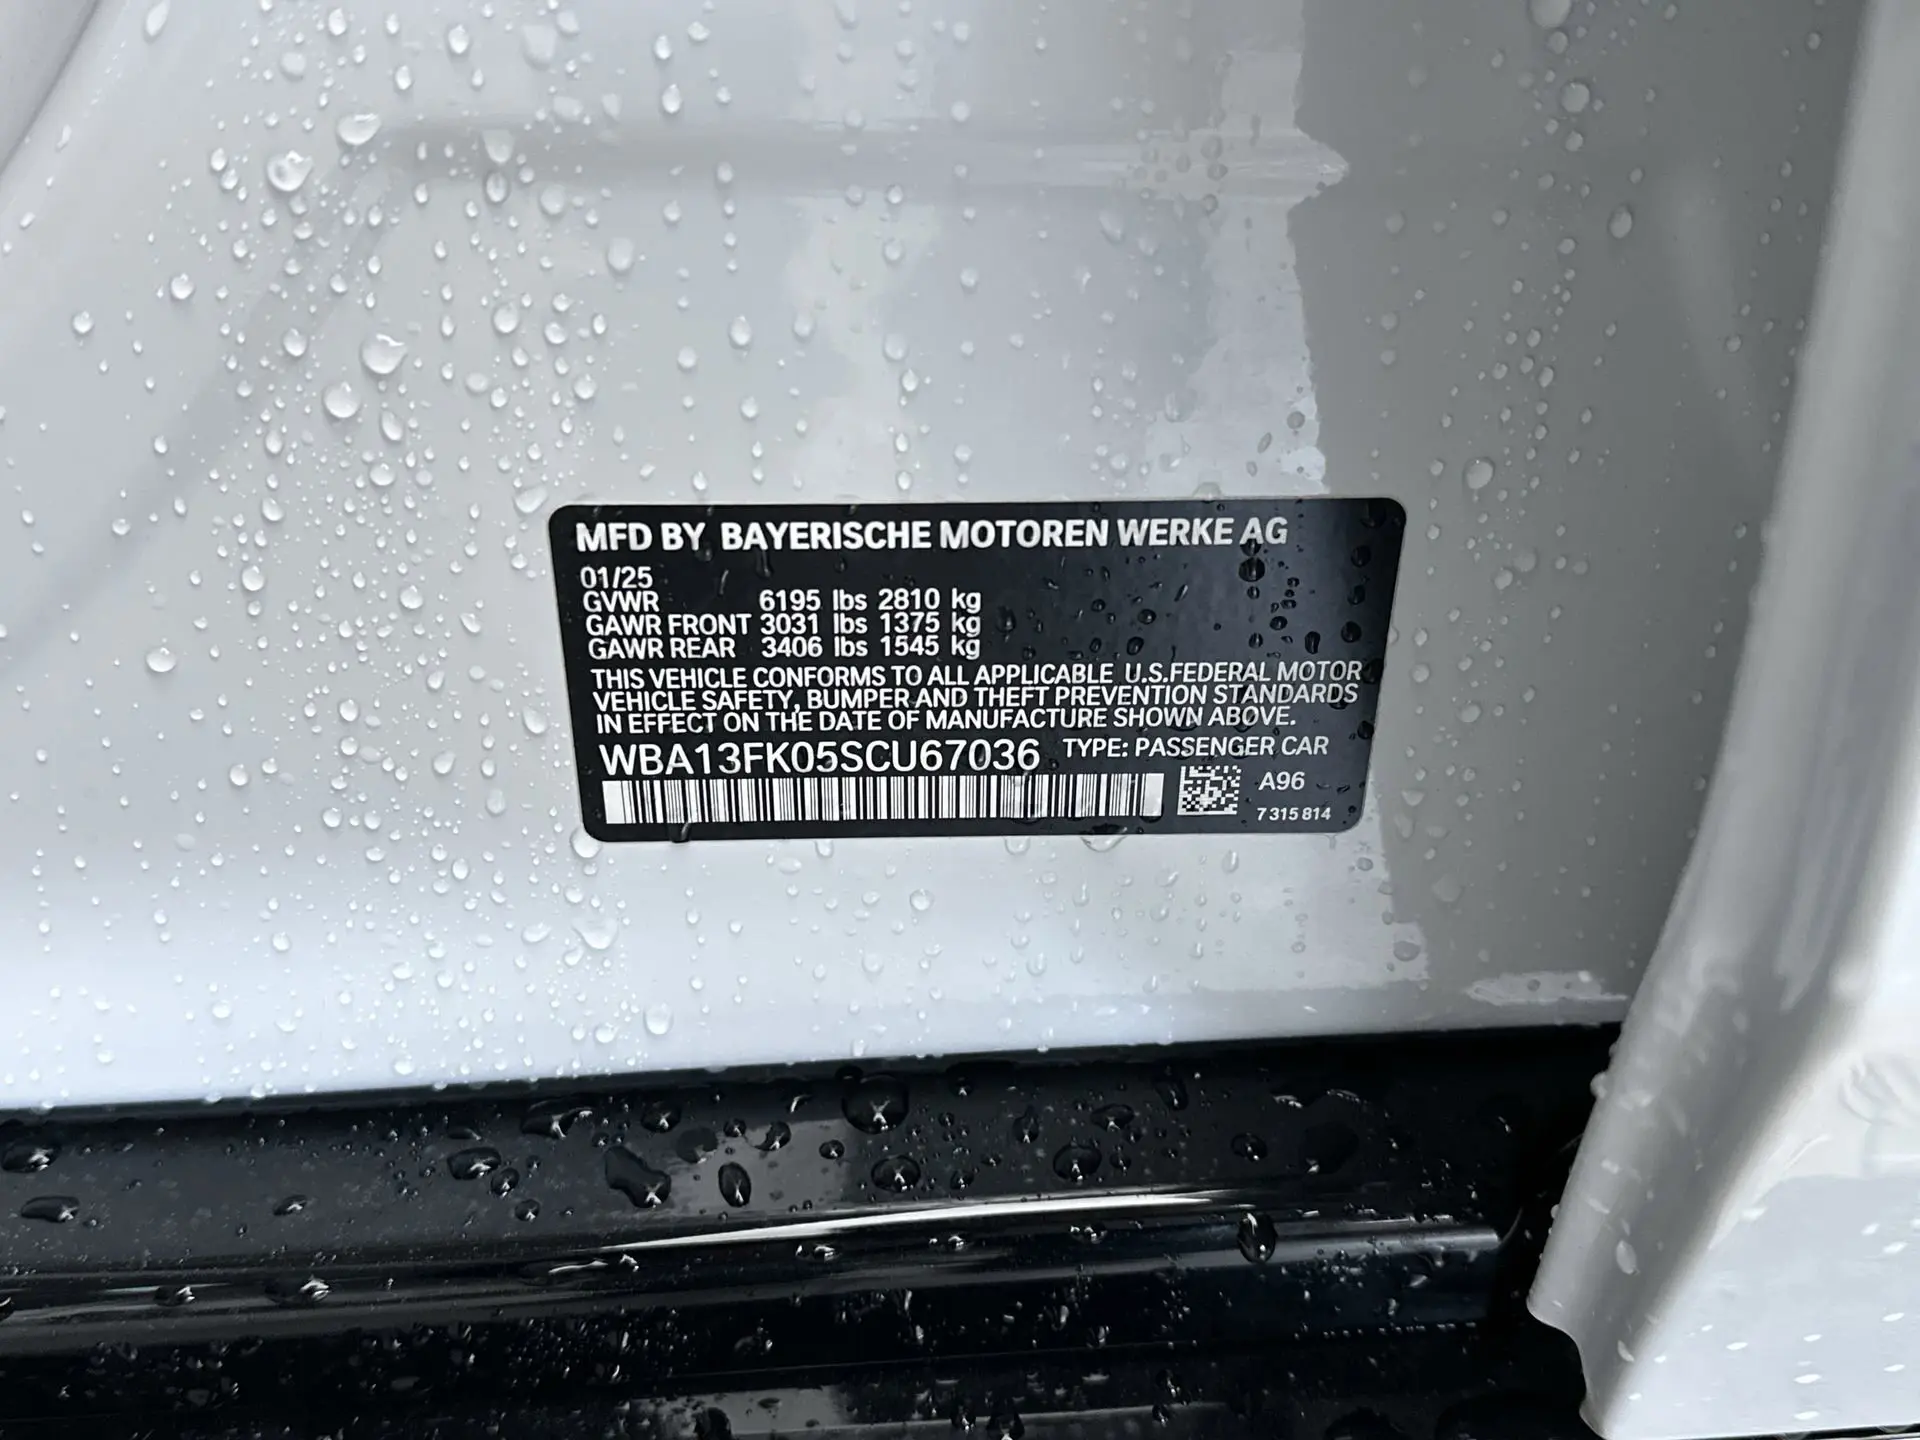 MFD BY BAYERISCHE MOTOREN WERKE AG
01/25
GVWR 6195 lbs 2810 kg
GAWR FRONT 3031 lbs 1375 kg
GAWR REAR 3406 lbs 1545 kg
THIS VEHICLE CONFORMS TO ALL APPLICABLE U.S.FEDERAL MOTOR
VEHICLE SAFETY, BUMPER AND THEFT PREVENTION STANDARDS
IN EFFECT ON THE DATE OF MANUFACTURE SHOWN ABOVE.
WBA13FK05SCU67036 TYPE: PASSENGER CAR
A96
7 315 814